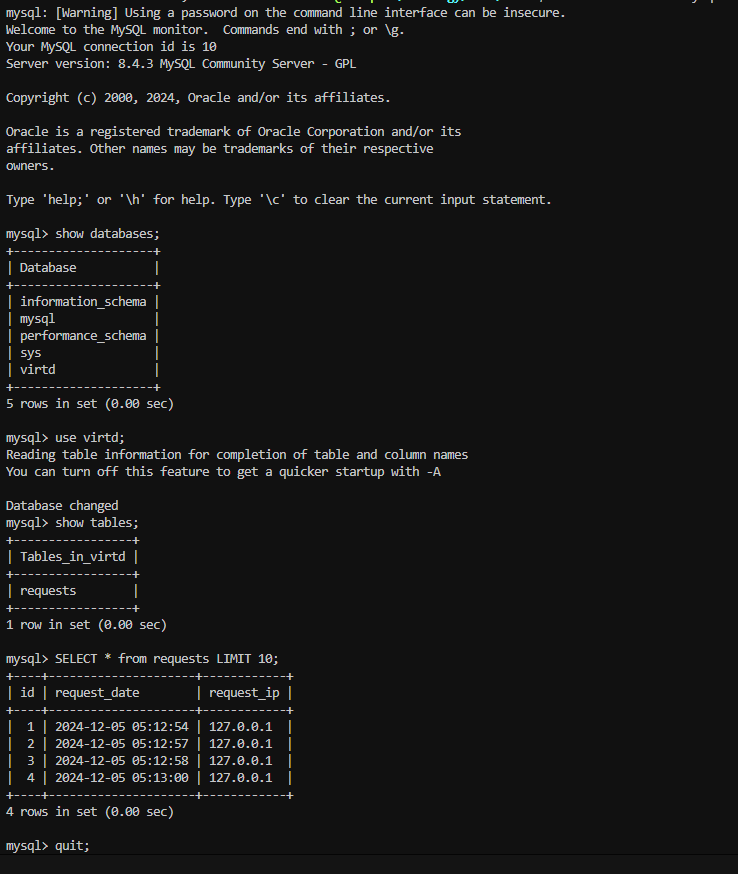 mysql: [Warning] Using a password on the command line interface can be insecure.
Welcome to the MySQL monitor.  Commands end with ; or \g.
Your MySQL connection id is 10
Server version: 8.4.3 MySQL Community Server - GPL

Copyright (c) 2000, 2024, Oracle and/or its affiliates.

Oracle is a registered trademark of Oracle Corporation and/or its
affiliates. Other names may be trademarks of their respective
owners.

Type 'help;' or '\h' for help. Type '\c' to clear the current input statement.

mysql> show databases;
+--------------------+
| Database           |
+--------------------+
| information_schema |
| mysql              |
| performance_schema |
| sys                |
| virtd              |
+--------------------+
5 rows in set (0.00 sec)

mysql> use virtd;
Reading table information for completion of table and column names
You can turn off this feature to get a quicker startup with -A

Database changed
mysql> show tables;
+-----------------+
| Tables_in_virtd |
+-----------------+
| requests        |
+-----------------+
1 row in set (0.00 sec)

mysql> SELECT * from requests LIMIT 10;
+----+---------------------+------------+
| id | request_date        | request_ip |
+----+---------------------+------------+
|  1 | 2024-12-05 05:12:54 | 127.0.0.1  |
|  2 | 2024-12-05 05:12:57 | 127.0.0.1  |
|  3 | 2024-12-05 05:12:58 | 127.0.0.1  |
|  4 | 2024-12-05 05:13:00 | 127.0.0.1  |
+----+---------------------+------------+
4 rows in set (0.00 sec)

mysql> quit;